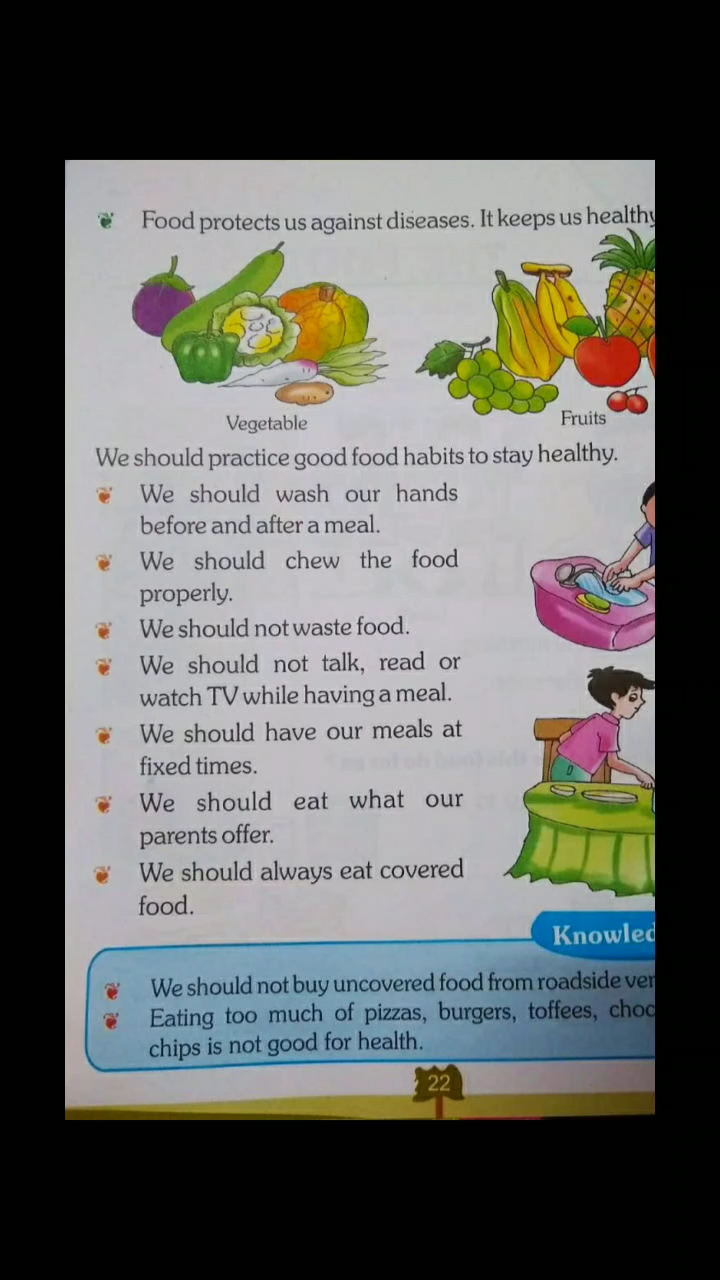 Food protects us against diseases. It keeps us healthy
Vegetable
Fruits
We should practice good food habits to stay healthy.
We should wash our hands
before and after a meal.
We should chew the food
properly.
We should not waste food.
We should not talk, read or
watch TV while having a meal.
We should have our meals at
fixed times.
We should eat what our
parents offer.
We should always eat covered
food.
Knowled
We should not buy uncovered food from roadside ver
Eating too much of pizzas, burgers, toffees, choc
chips is not good for health.
22